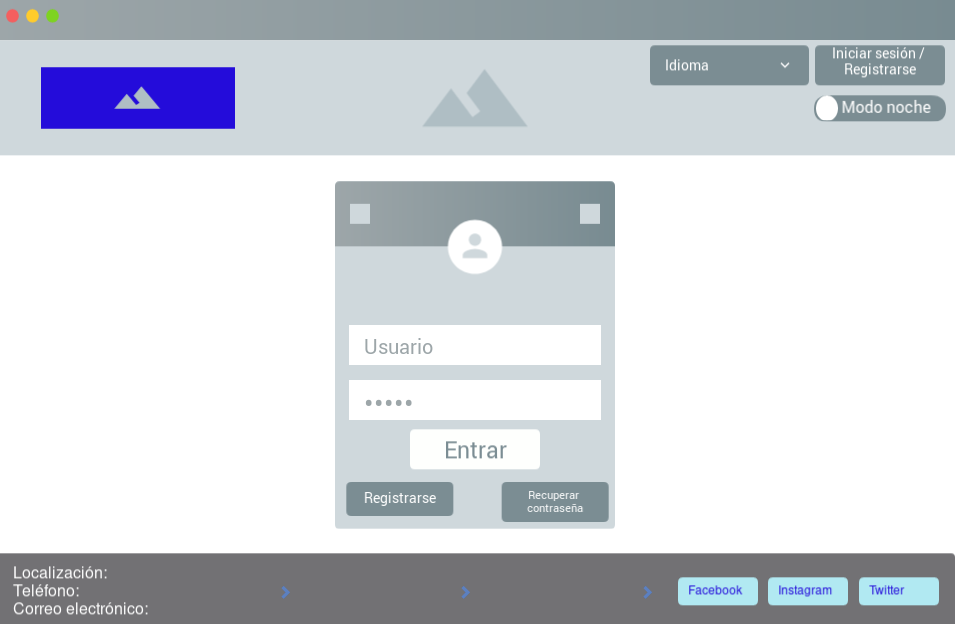 Idioma
Iniciar sesión /
Registrarse
Modo noche
Usuario
•••••
Entrar
Registrarse
Recuperar
contraseña
Localización:
Teléfono:
Correo electrónico:
Facebook
Instagram
Twitter